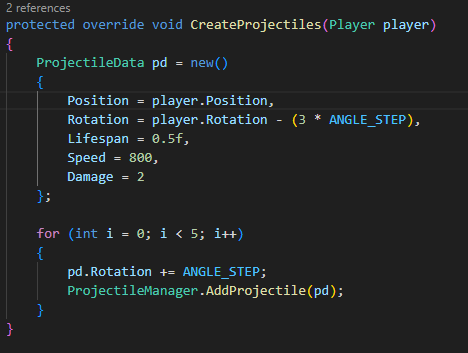 2 references
protected override void CreateProjectiles(Player player)
{
    ProjectileData pd = new()
    {
        Position = player.Position,
        Rotation = player.Rotation - (3 * ANGLE_STEP),
        Lifespan = 0.5f,
        Speed = 800,
        Damage = 2
    };

    for (int i = 0; i < 5; i++)
    {
        pd.Rotation += ANGLE_STEP;
        ProjectileManager.AddProjectile(pd);
    }
}